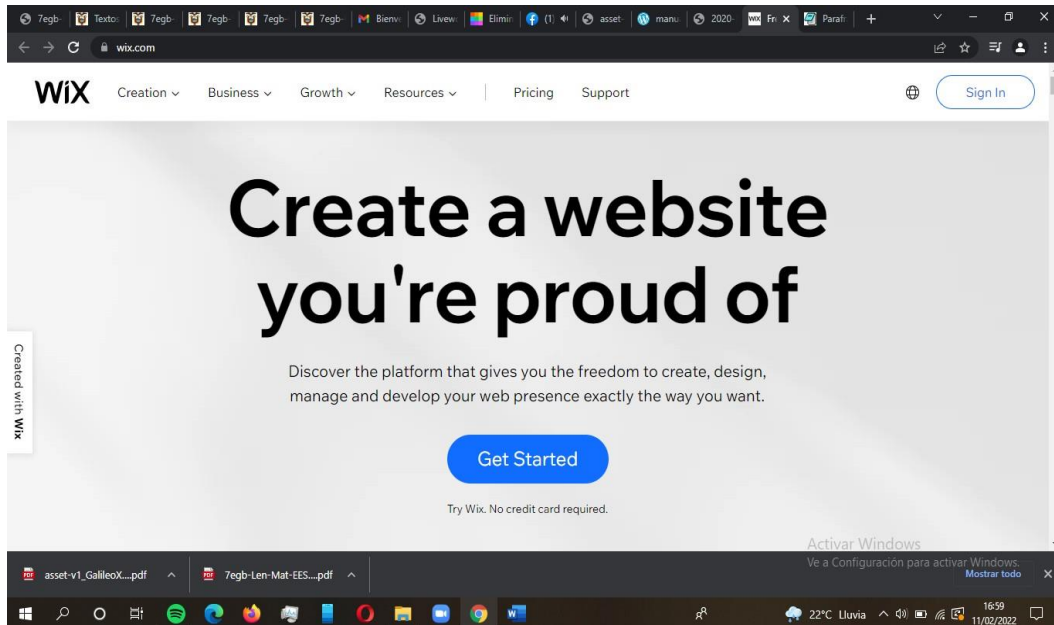 7egb-
Textos
7egb-
7egb-
7egb-
7egb-
Bienve
Livew
Elimin
(1)
asset-
manu
2020-
Fre
Parafr
wix.com
WiX
Creation
Business
Growth
Resources
Pricing
Support
Sign In
Create a website
you're proud of
Discover the platform that gives you the freedom to create, design,
manage and develop your web presence exactly the way you want.
Get Started
Try Wix. No credit card required.
Created with Wix
Activar Windows
Ve a Configuración para activar Windows.
asset-v1_GalileoX....pdf
7egb-Len-Mat-EES....pdf
Mostrar todo
22°C Lluvia
16:59
11/02/2022